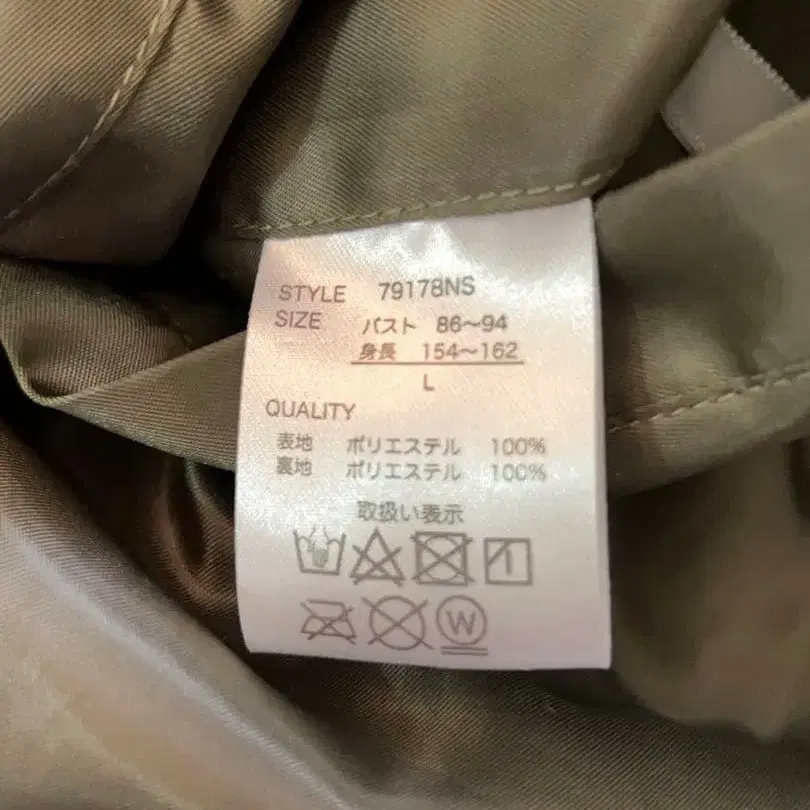 STYLE 79178NS
SIZE バスト 86～94
身長 154～162
L
QUALITY
表地 ポリエステル 100%
裏地 ポリエステル 100%
取扱い表示
W